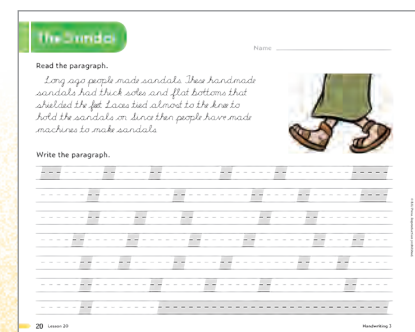 The Sandal
Name
Read the paragraph.
Long ago people made sandals. These handmade
sandals had thick soles and flat bottoms that
shielded the feet. Laces tied almost to the knee to
hold the sandals on. Since then people have made
machines to make sandals.
Write the paragraph.
20 Lesson 20
Handwriting 3